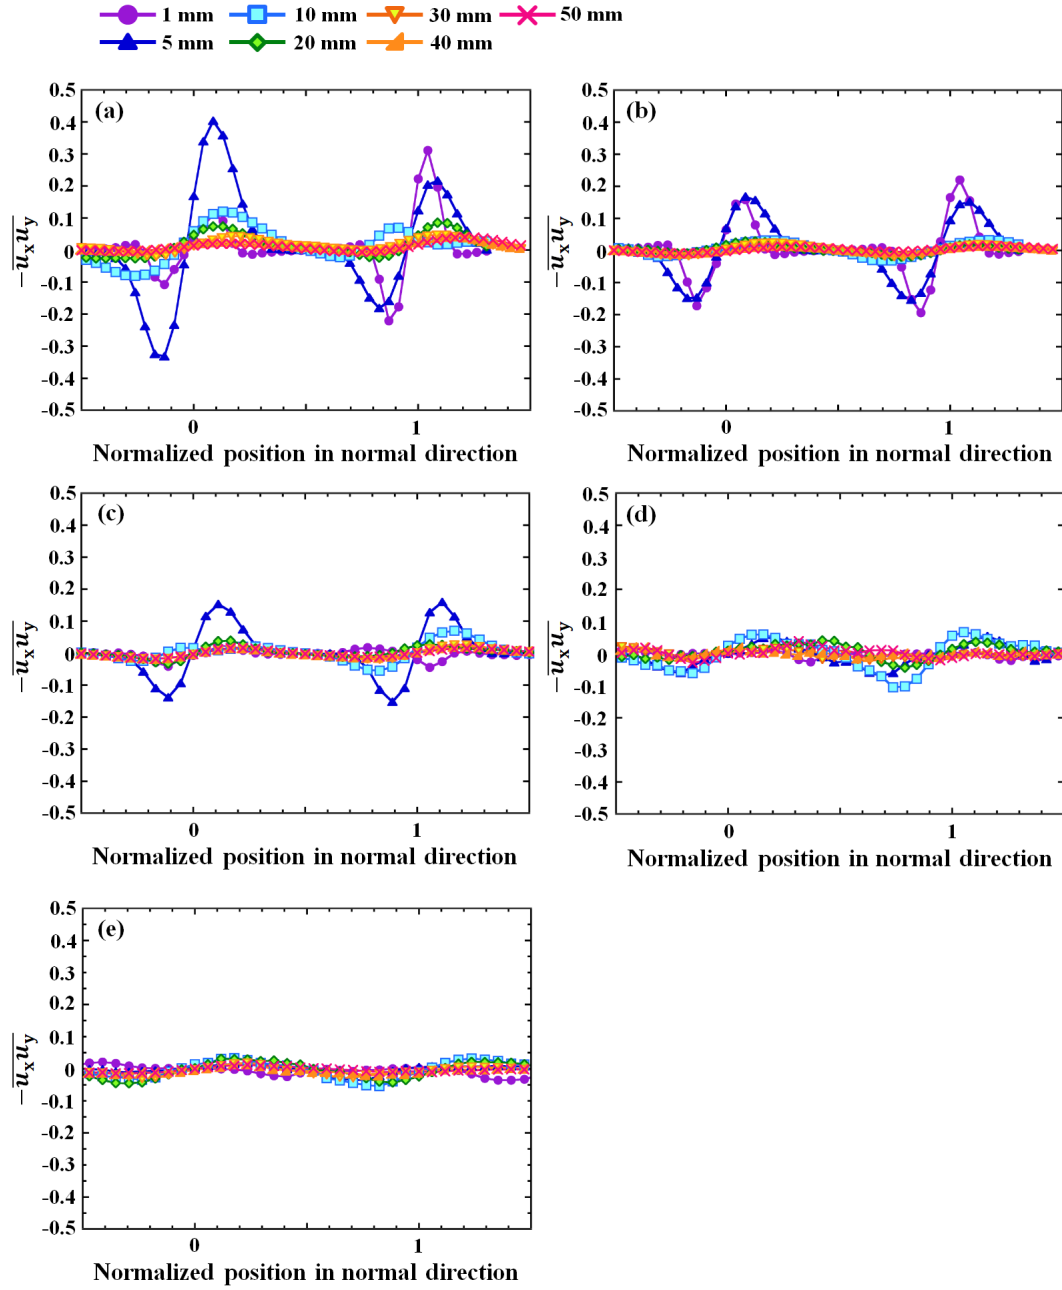 1 mm 10 mm 30 mm 50 mm
5 mm 20 mm 40 mm
(a) (b)
0.5 0.5
0.4 0.4
0.3 0.3
0.2 0.2
0.1 0.1
0 0
-0.1 -0.1
-0.2 -0.2
-0.3 -0.3
-0.4 -0.4
-0.5 -0.5
−uxuy −uxuy
0 1 0 1
Normalized position in normal direction Normalized position in normal direction
(c) (d)
0.5 0.5
0.4 0.4
0.3 0.3
0.2 0.2
0.1 0.1
0 0
-0.1 -0.1
-0.2 -0.2
-0.3 -0.3
-0.4 -0.4
-0.5 -0.5
−uxuy −uxuy
0 1 0 1
Normalized position in normal direction Normalized position in normal direction
(e)
0.5
0.4
0.3
0.2
0.1
0
-0.1
-0.2
-0.3
-0.4
-0.5
−uxuy
0 1
Normalized position in normal direction